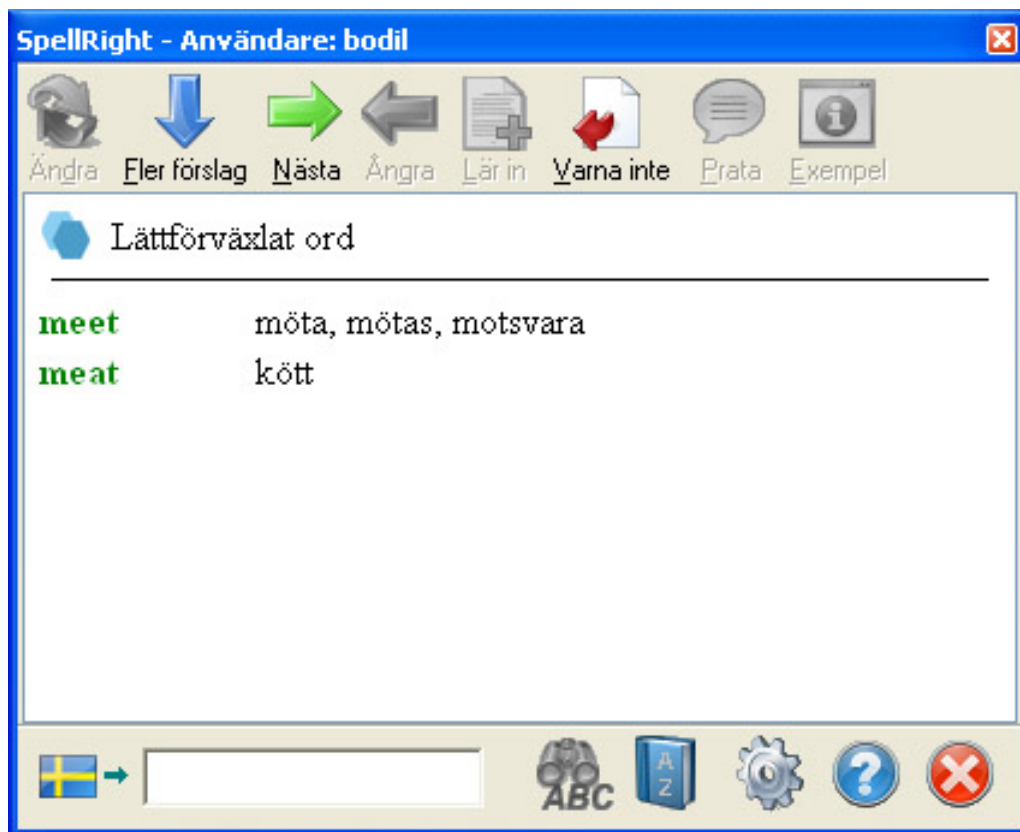 SpellRight - Användare: bodil
Ändra Fler förslag Nästa Ångra Lär in Varna inte Prata Exempel
Lättförväxlat ord
meet möta, mötas, motsvara
meat kött
ABC A Z